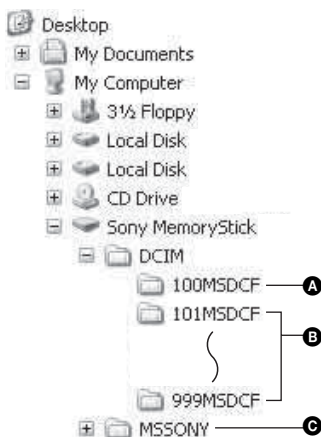 Desktop
My Documents
My Computer
3½ Floppy
Local Disk
Local Disk
CD Drive
Sony MemoryStick
DCIM
100MSDCF A
101MSDCF
B
999MSDCF
MSSONY C